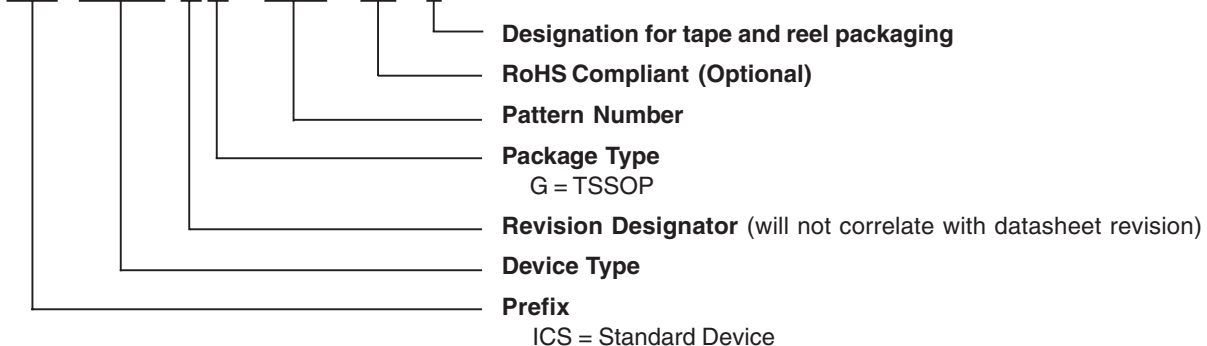 Designation for tape and reel packaging
RoHS Compliant (Optional)
Pattern Number
Package Type
G = TSSOP
Revision Designator (will not correlate with datasheet revision)
Device Type
Prefix
ICS = Standard Device